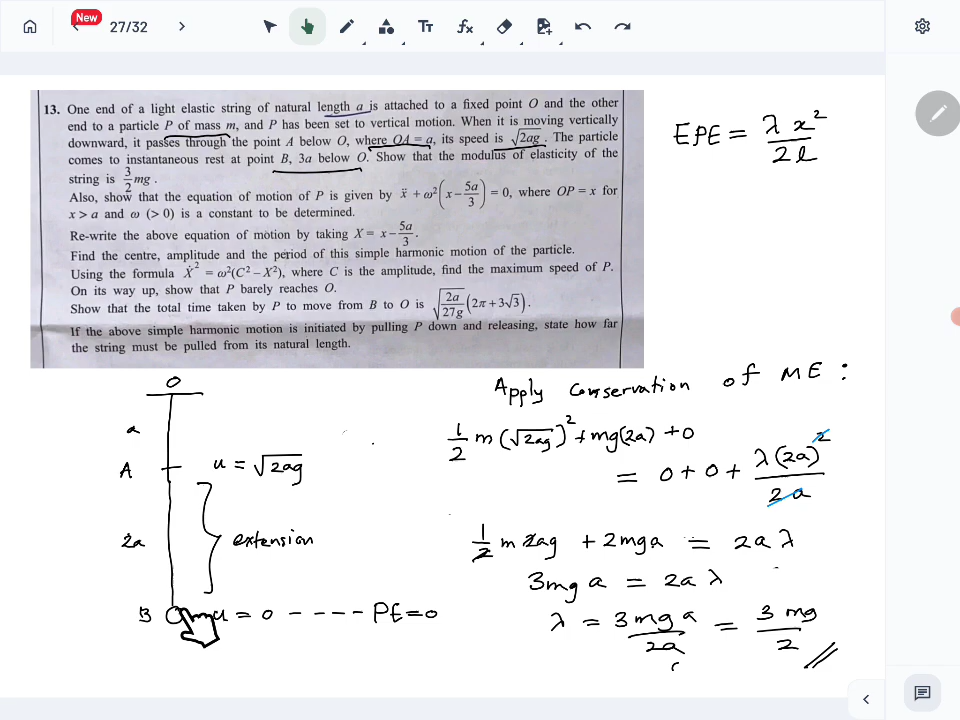 New
27/32
Tт
fx
13. One end of a light elastic string of natural length a is attached to a fixed point O and the other
end to a particle P of mass m, and P has been set to vertical motion. When it is moving vertically
downward, it passes through the point A below O, where OA = a, its speed is √2ag. The particle
comes to instantaneous rest at point B, 3a below O. Show that the modulus of elasticity of the
string is 3/2 mg.
Also, show that the equation of motion of P is given by ẍ + ω²(x − 5a/3) = 0, where OP = x for
x > a and ω (> 0) is a constant to be determined.
Re-write the above equation of motion by taking X = x − 5a/3.
Find the centre, amplitude and the period of this simple harmonic motion of the particle.
Using the formula Ẋ² = ω²(C² − X²), where C is the amplitude, find the maximum speed of P.
On its way up, show that P barely reaches O.
Show that the total time taken by P to move from B to O is √(2a/27g) (2π + 3√3).
If the above simple harmonic motion is initiated by pulling P down and releasing, state how far
the string must be pulled from its natural length.
EPE = λ x² / 2l
O
a
A
u = √2ag
2a
extension
B
u = 0 ---- PE = 0
Apply conservation of ME :
1/2 m (√2ag)² + mg(2a) + 0
= 0 + 0 + λ(2a)² / 2a
1/2 m 2ag + 2mga = 2a λ
3mg a = 2a λ
λ = 3mg a / 2a = 3 mg / 2 //